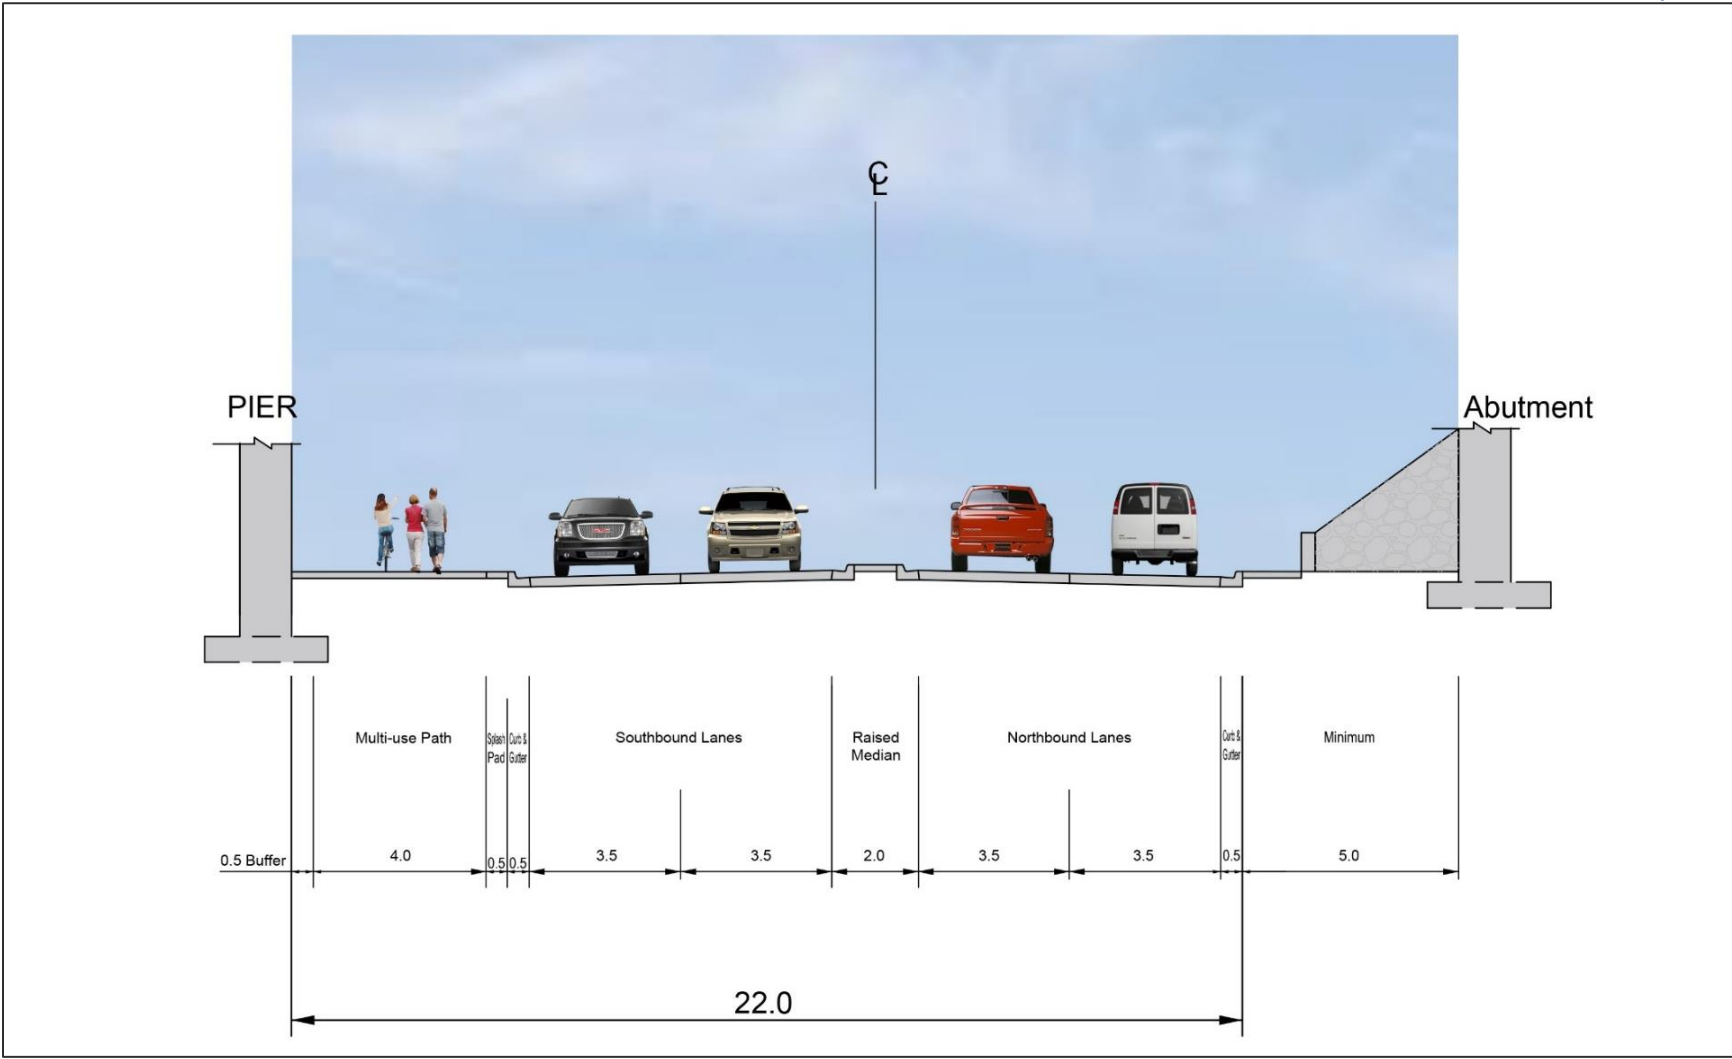 ℄
PIER
Abutment
Multi-use Path
Splash
Pad
Curb &
Gutter
Southbound Lanes
Raised
Median
Northbound Lanes
Curb &
Gutter
Minimum
0.5 Buffer
4.0
0.5
0.5
3.5
3.5
2.0
3.5
3.5
0.5
5.0
22.0